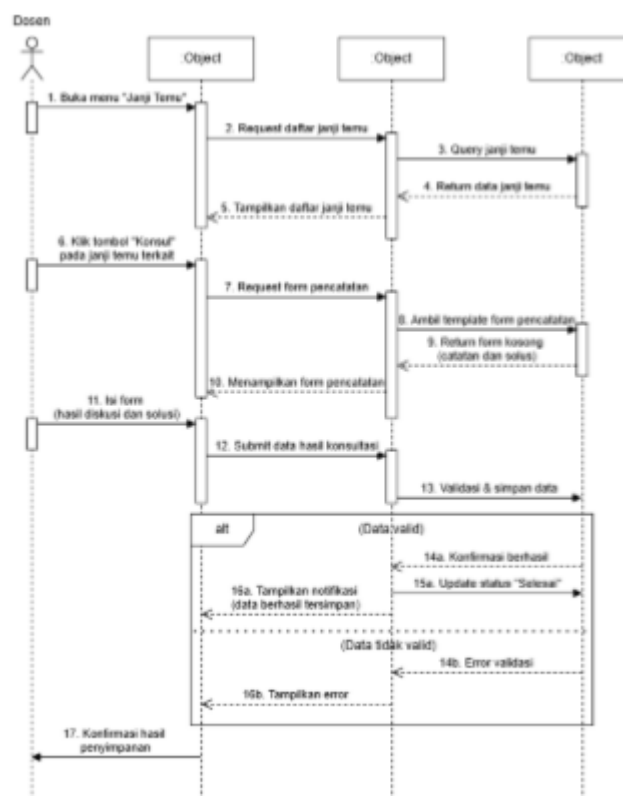 Dosen
:Object
:Object
:Object
1. Buka menu "Janji Temu"
2. Request daftar janji temu
3. Query janji temu
4. Return data janji temu
5. Tampilkan daftar janji temu
6. Klik tombol "Konsul"
pada janji temu terkait
7. Request form pencatatan
8. Ambil template form pencatatan
9. Return form kosong
(catatan dan solus)
10. Menampilkan form pencatatan
11. Isi form
(hasil diskusi dan solusi)
12. Submit data hasil konsultasi
13. Validasi & simpan data
alt
(Data valid)
14a. Konfirmasi berhasil
15a. Update status "Selesai"
16a. Tampilkan notifikasi
(data berhasil tersimpan)
(Data tidak valid)
14b. Error validasi
16b. Tampilkan error
17. Konfirmasi hasil
penyimpanan